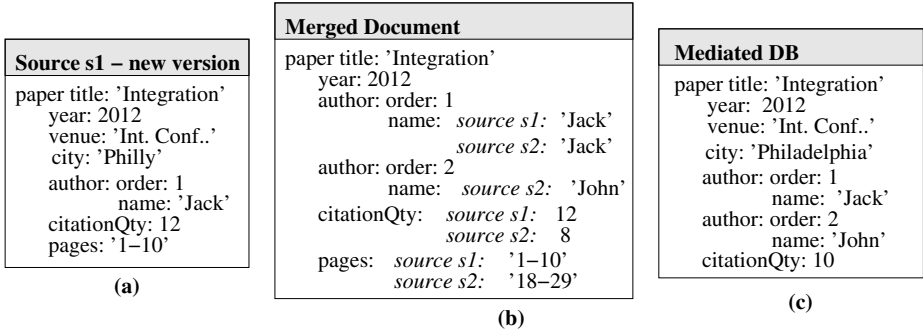 Source s1 – new version
paper title: ’Integration’
year: 2012
venue: ’Int. Conf..’
city: ’Philly’
author: order: 1
name: ’Jack’
citationQty: 12
pages: ’1−10’
(a)
Merged Document
paper title: ’Integration’
year: 2012
author: order: 1
name: source s1: ’Jack’
source s2: ’Jack’
author: order: 2
name: source s2: ’John’
citationQty: source s1: 12
source s2: 8
pages: source s1: ’1−10’
source s2: ’18−29’
(b)
Mediated DB
paper title: ’Integration’
year: 2012
venue: ’Int. Conf..’
city: ’Philadelphia’
author: order: 1
name: ’Jack’
author: order: 2
name: ’John’
citationQty: 10
(c)